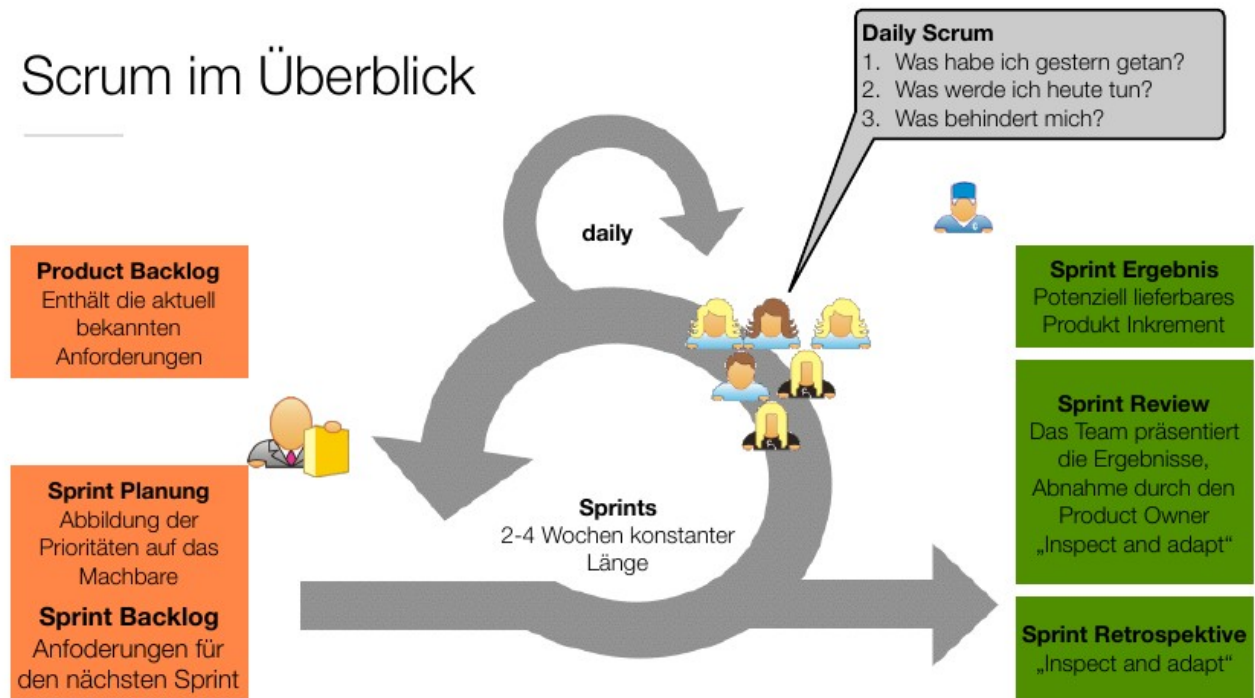 Scrum im Überblick
Daily Scrum
1. Was habe ich gestern getan?
2. Was werde ich heute tun?
3. Was behindert mich?
daily
Product Backlog
Enthält die aktuell
bekannten
Anforderungen
Sprint Planung
Abbildung der
Prioritäten auf das
Machbare
Sprint Backlog
Anfoderungen für
den nächsten Sprint
Sprints
2-4 Wochen konstanter
Länge
Sprint Ergebnis
Potenziell lieferbares
Produkt Inkrement
Sprint Review
Das Team präsentiert
die Ergebnisse,
Abnahme durch den
Product Owner
„Inspect and adapt“
Sprint Retrospektive
„Inspect and adapt“